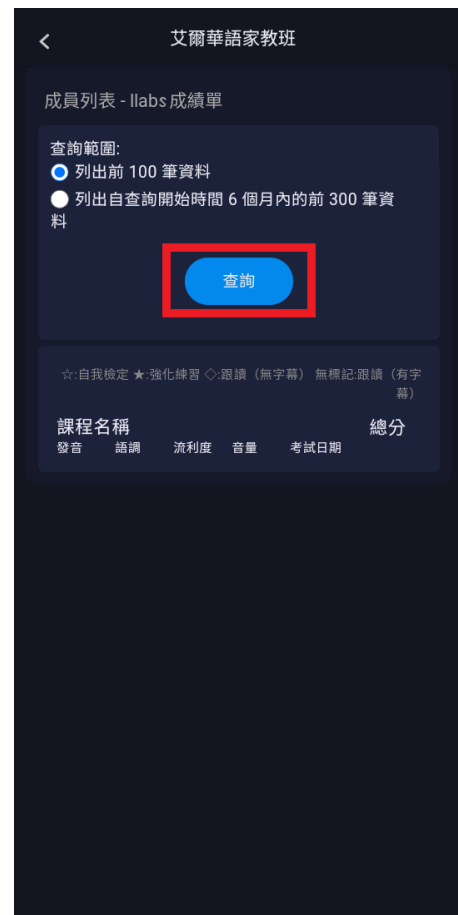 艾爾華語家教班
成員列表 - llabs 成績單
查詢範圍:
列出前 100 筆資料
列出自查詢開始時間 6 個月內的前 300 筆資
料
查詢
☆:自我檢定 ★:強化練習 ◇:跟讀（無字幕） 無標記:跟讀（有字
幕）
課程名稱 總分
發音 語調 流利度 音量 考試日期